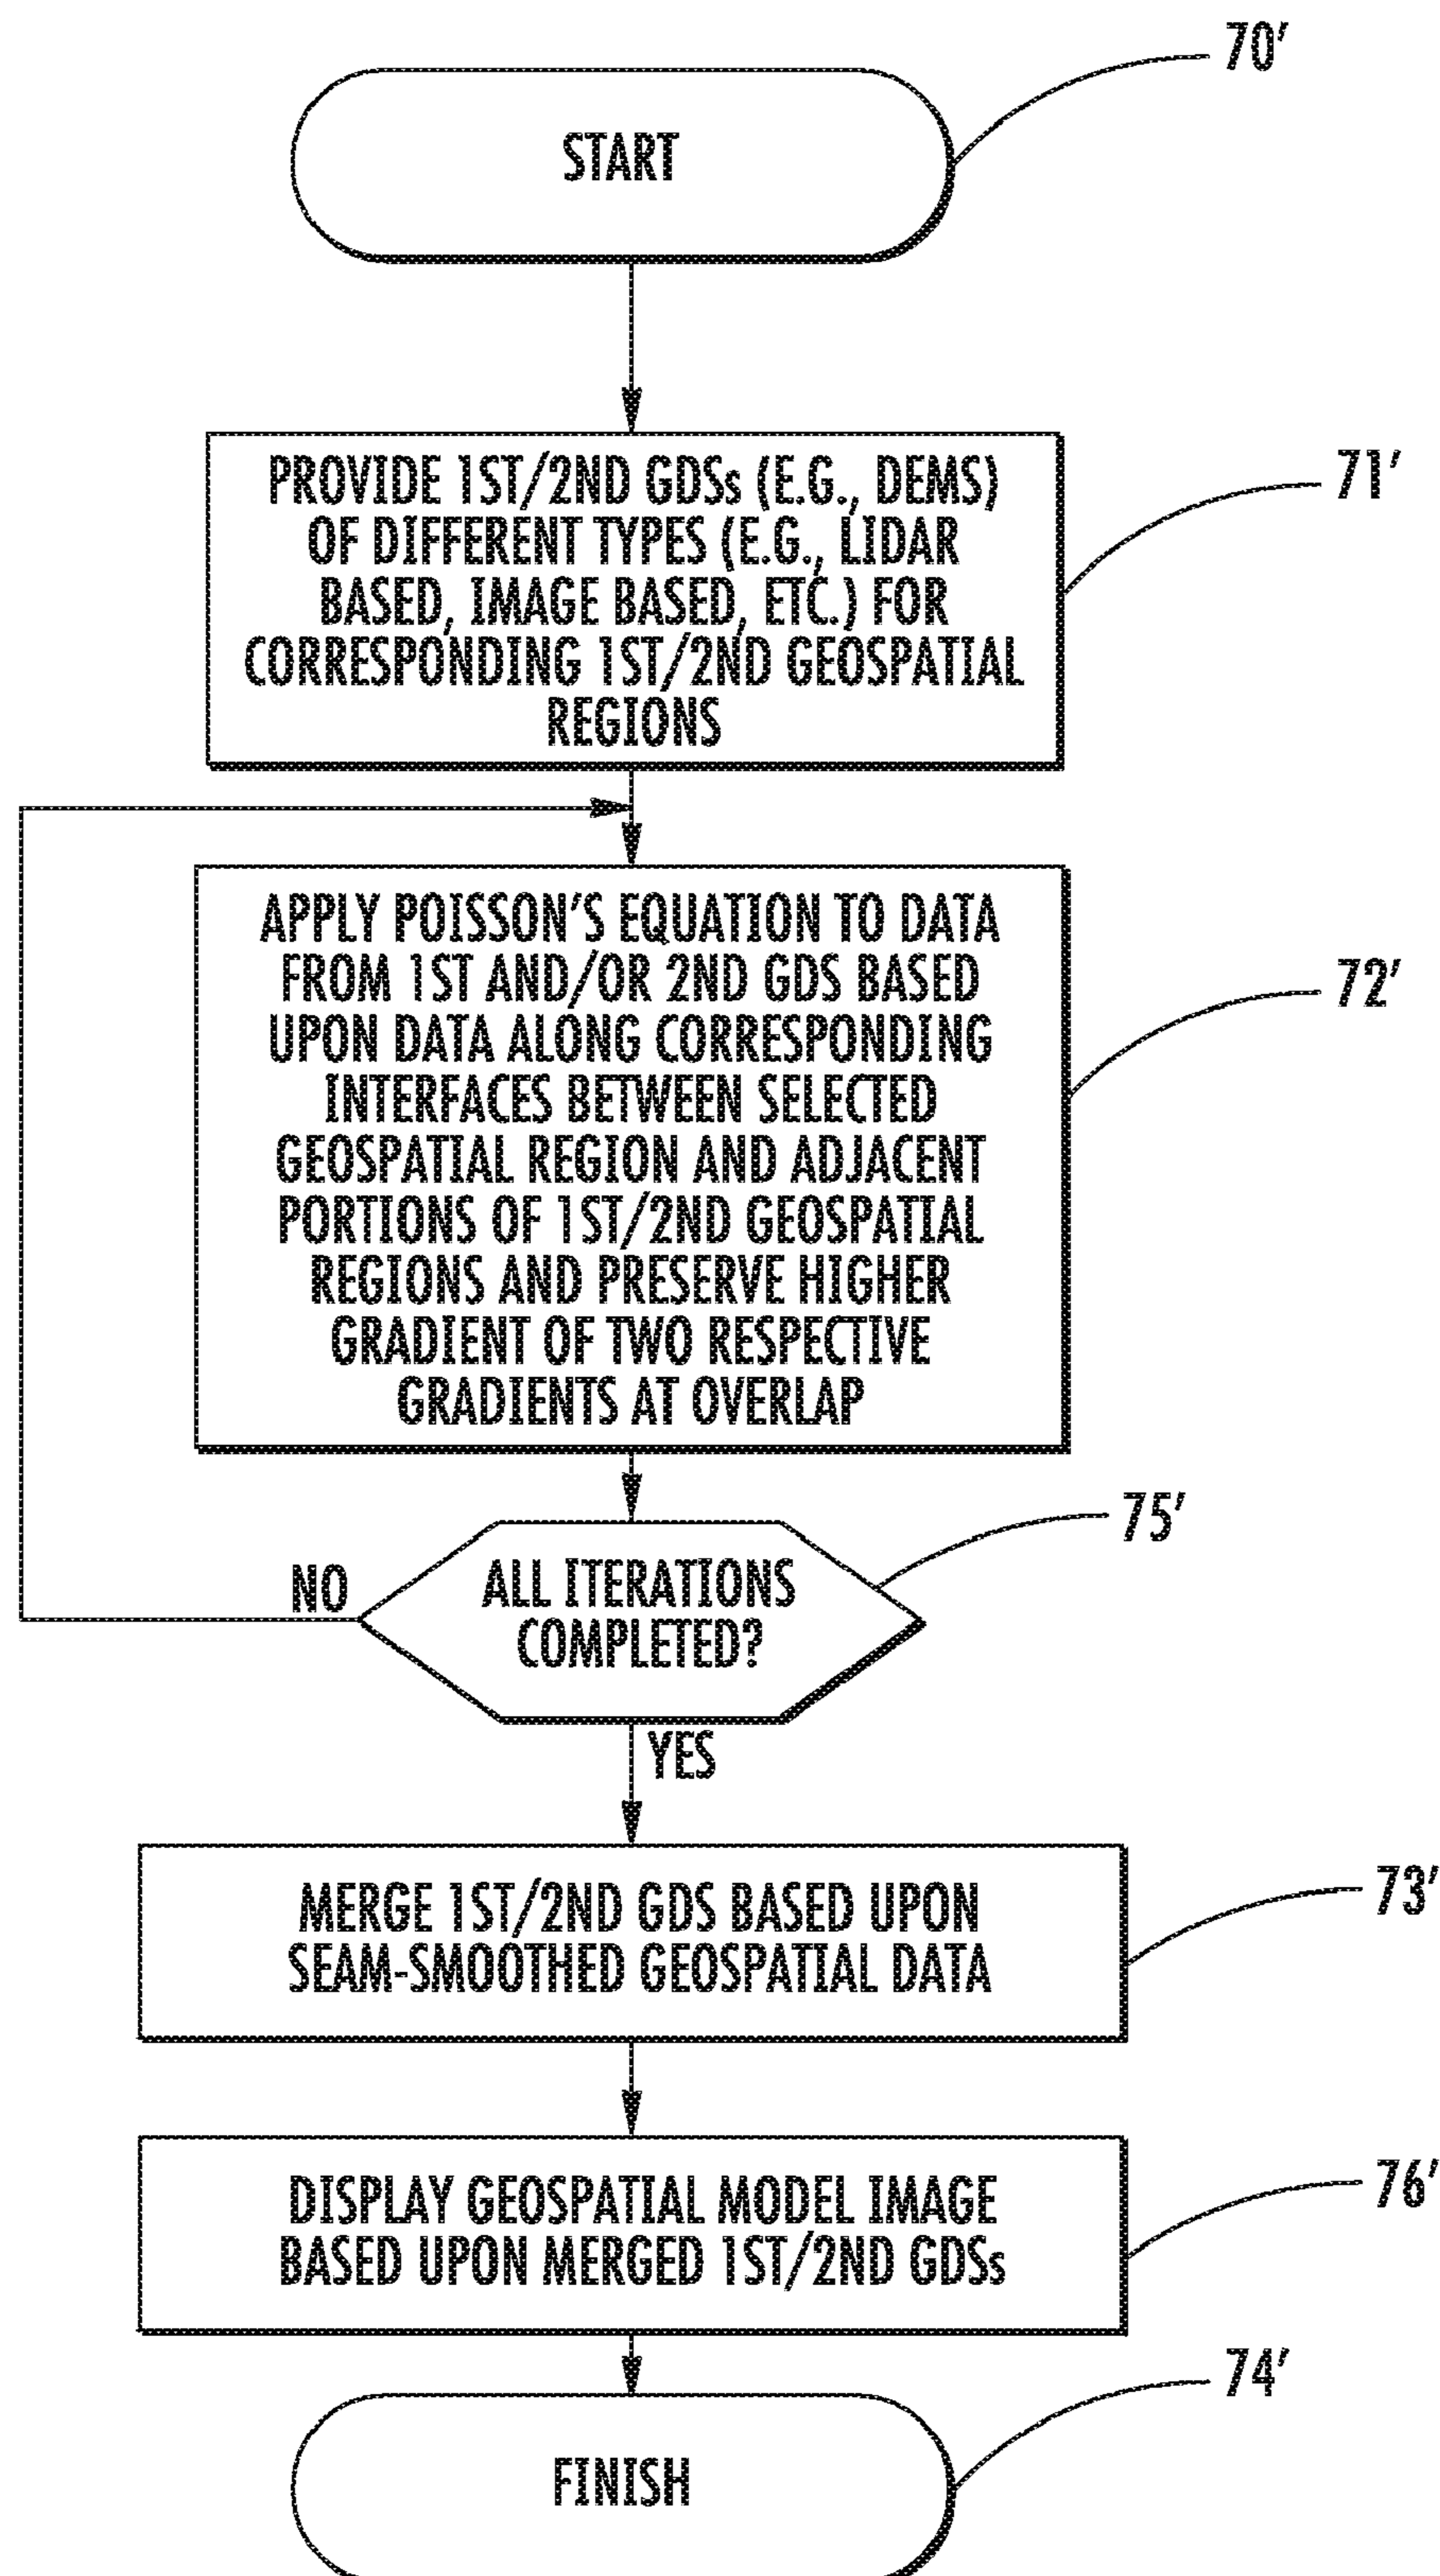 70'
START
PROVIDE 1ST/2ND GDSs (E.G., DEMS)
OF DIFFERENT TYPES (E.G., LIDAR
BASED, IMAGE BASED, ETC.) FOR
CORRESPONDING 1ST/2ND GEOSPATIAL
REGIONS
71'
APPLY POISSON'S EQUATION TO DATA
FROM 1ST AND/OR 2ND GDS BASED
UPON DATA ALONG CORRESPONDING
INTERFACES BETWEEN SELECTED
GEOSPATIAL REGION AND ADJACENT
PORTIONS OF 1ST/2ND GEOSPATIAL
REGIONS AND PRESERVE HIGHER
GRADIENT OF TWO RESPECTIVE
GRADIENTS AT OVERLAP
72'
75'
NO
ALL ITERATIONS
COMPLETED?
YES
MERGE 1ST/2ND GDS BASED UPON
SEAM-SMOOTHED GEOSPATIAL DATA
73'
DISPLAY GEOSPATIAL MODEL IMAGE
BASED UPON MERGED 1ST/2ND GDSs
76'
74'
FINISH